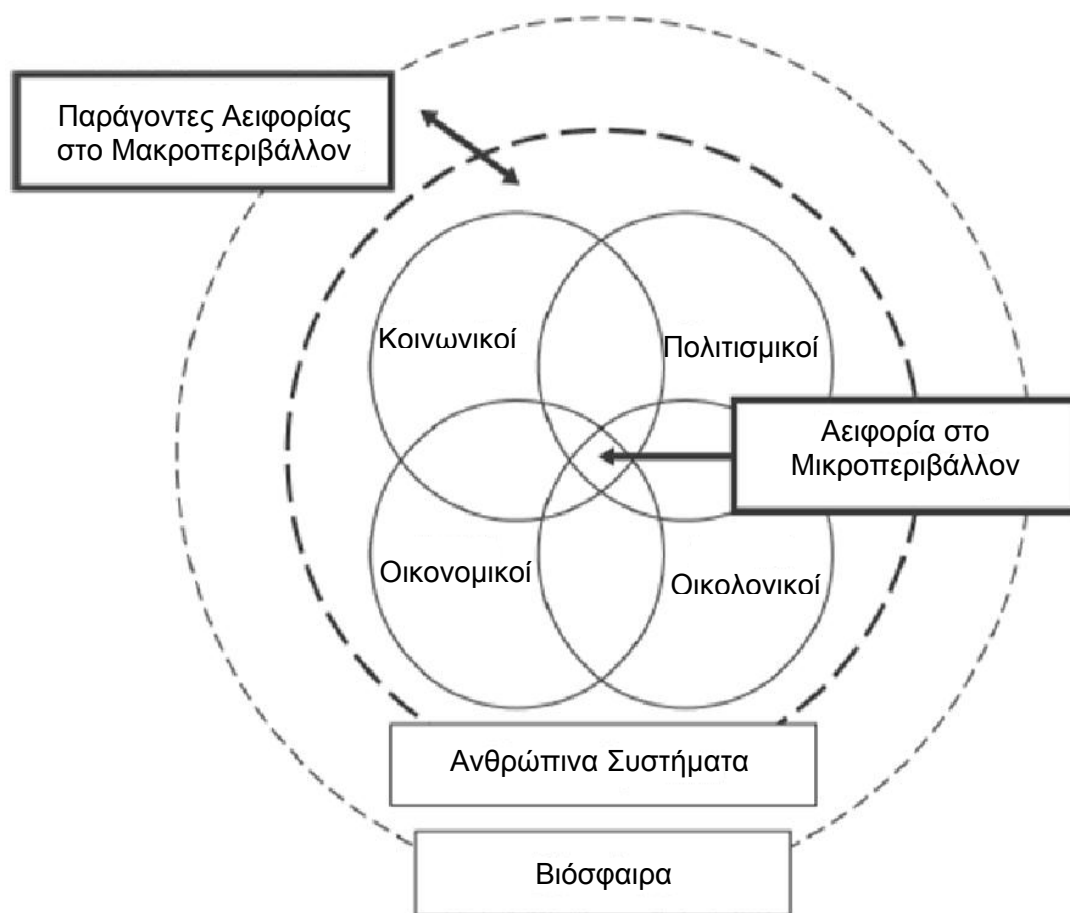 Παράγοντες Αειφορίας
στο Μακροπεριβάλλον
Κοινωνικοί
Πολιτισμικοί
Αειφορία στο
Μικροπεριβάλλον
Οικονομικοί
Οικολογικοί
Ανθρώπινα Συστήματα
Βιόσφαιρα